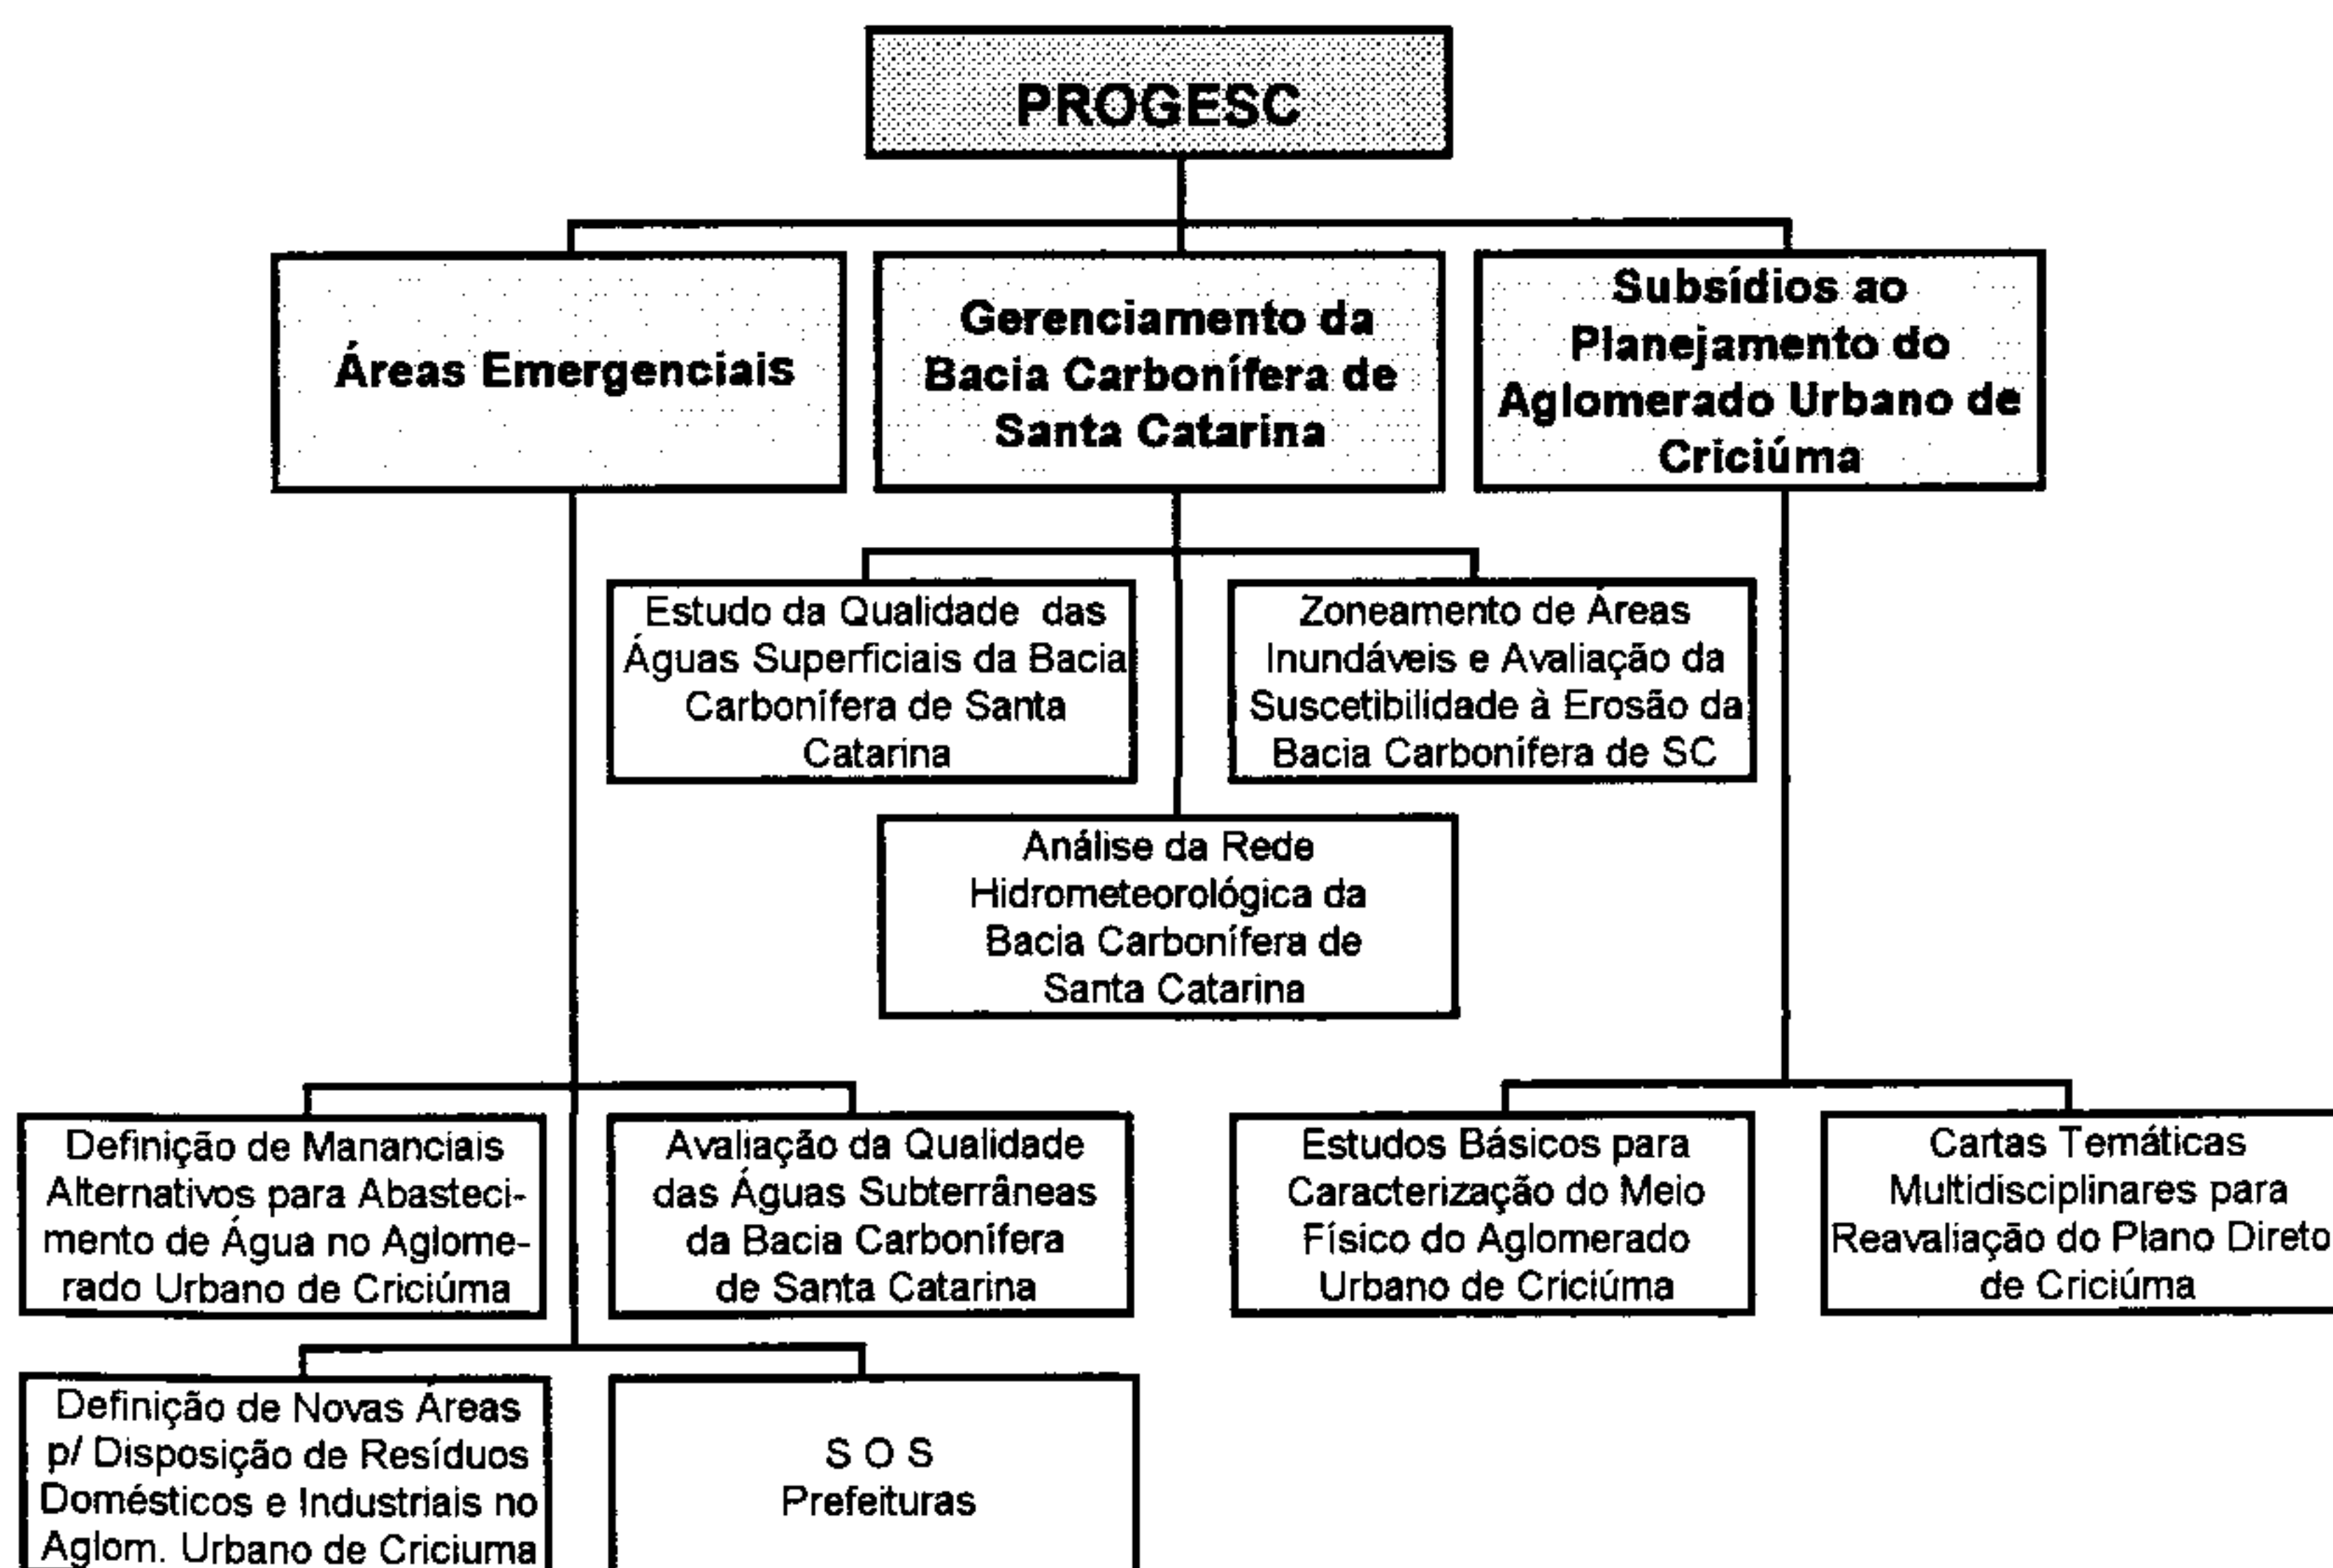 PROGESC
Áreas Emergenciais
Gerenciamento da
Bacia Carbonífera de
Santa Catarina
Subsídios ao
Planejamento do
Aglomerado Urbano de
Criciúma
Estudo da Qualidade das
Águas Superficiais da Bacia
Carbonífera de Santa
Catarina
Zoneamento de Áreas
Inundáveis e Avaliação da
Suscetibilidade à Erosão da
Bacia Carbonífera de SC
Análise da Rede
Hidrometeorológica da
Bacia Carbonífera de
Santa Catarina
Definição de Mananciais
Alternativos para Abasteci-
mento de Água no Aglome-
rado Urbano de Criciúma
Avaliação da Qualidade
das Águas Subterrâneas
da Bacia Carbonífera
de Santa Catarina
Estudos Básicos para
Caracterização do Meio
Físico do Aglomerado
Urbano de Criciúma
Cartas Temáticas
Multidisciplinares para
Reavaliação do Plano Direto
de Criciúma
Definição de Novas Áreas
p/ Disposição de Resíduos
Domésticos e Industriais no
Aglom. Urbano de Criciuma
S O S
Prefeituras